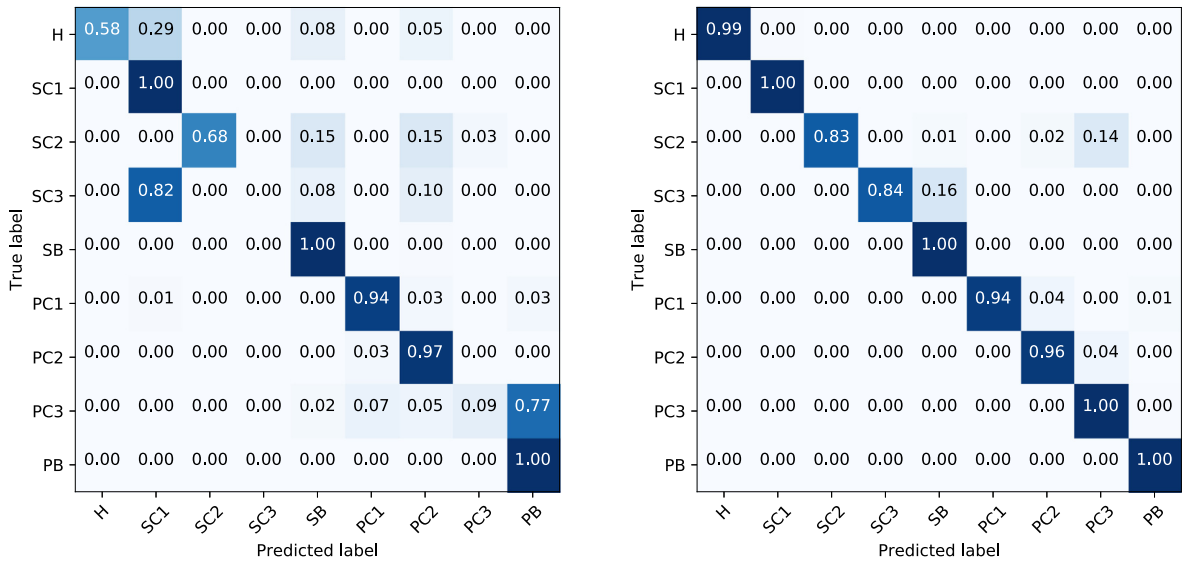 H 0.58 0.29 0.00 0.00 0.08 0.00 0.05 0.00 0.00
SC1 0.00 1.00 0.00 0.00 0.00 0.00 0.00 0.00 0.00
SC2 0.00 0.00 0.68 0.00 0.15 0.00 0.15 0.03 0.00
SC3 0.00 0.82 0.00 0.00 0.08 0.00 0.10 0.00 0.00
SB 0.00 0.00 0.00 0.00 1.00 0.00 0.00 0.00 0.00
PC1 0.00 0.01 0.00 0.00 0.00 0.94 0.03 0.00 0.03
PC2 0.00 0.00 0.00 0.00 0.00 0.03 0.97 0.00 0.00
PC3 0.00 0.00 0.00 0.00 0.02 0.07 0.05 0.09 0.77
PB 0.00 0.00 0.00 0.00 0.00 0.00 0.00 0.00 1.00
H SC1 SC2 SC3 SB PC1 PC2 PC3 PB
Predicted label
True label
H 0.99 0.00 0.00 0.00 0.00 0.00 0.00 0.00 0.00
SC1 0.00 1.00 0.00 0.00 0.00 0.00 0.00 0.00 0.00
SC2 0.00 0.00 0.83 0.00 0.01 0.00 0.02 0.14 0.00
SC3 0.00 0.00 0.00 0.84 0.16 0.00 0.00 0.00 0.00
SB 0.00 0.00 0.00 0.00 1.00 0.00 0.00 0.00 0.00
PC1 0.00 0.00 0.00 0.00 0.00 0.94 0.04 0.00 0.01
PC2 0.00 0.00 0.00 0.00 0.00 0.00 0.96 0.04 0.00
PC3 0.00 0.00 0.00 0.00 0.00 0.00 0.00 1.00 0.00
PB 0.00 0.00 0.00 0.00 0.00 0.00 0.00 0.00 1.00
H SC1 SC2 SC3 SB PC1 PC2 PC3 PB
Predicted label
True label